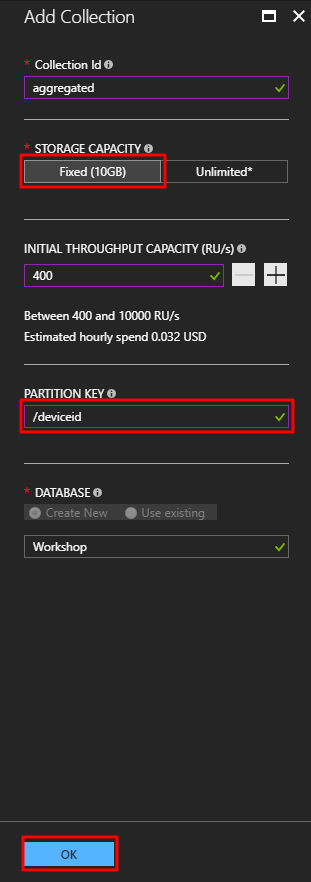 Add Collection
* Collection Id
aggregated
* STORAGE CAPACITY
Fixed (10GB) Unlimited*
INITIAL THROUGHPUT CAPACITY (RU/s)
400
Between 400 and 10000 RU/s
Estimated hourly spend 0.032 USD
PARTITION KEY
/deviceid
* DATABASE
Create New Use existing
Workshop
OK